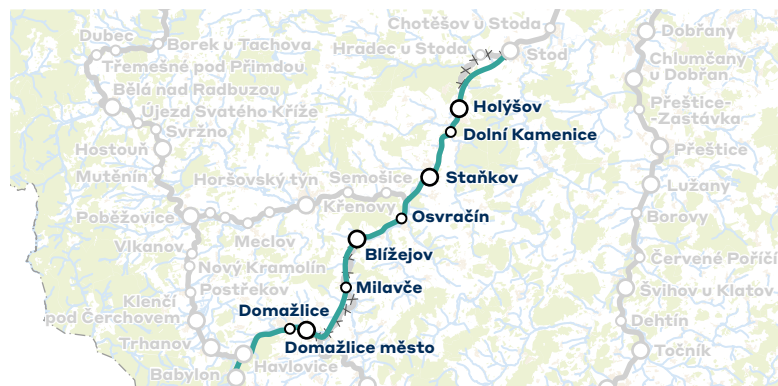 Chotěšov u Stoda
Hradec u Stoda
Stod
Dubec
Borek u Tachova
Třemešné pod Přimdou
Bělá nad Radbuzou
Újezd Svatého Kříže
Svržno
Hostouň
Mutěnín
Poběžovice
Vlkanov
Nový Kramolín
Postřekov
Klenčí
pod Čerchovem
Trhanov
Babylon
Havlovice
Horšovský týn
Meclov
Semošice
Křenovy
Holýšov
Dolní Kamenice
Staňkov
Osvračín
Blížejov
Milavče
Domažlice
Domažlice město
Dobřany
Chlumčany
u Dobřan
Přeštice-
-Zastávka
Přeštice
Lužany
Borovy
Červené Poříčí
Švihov u Klatov
Dehtín
Točník